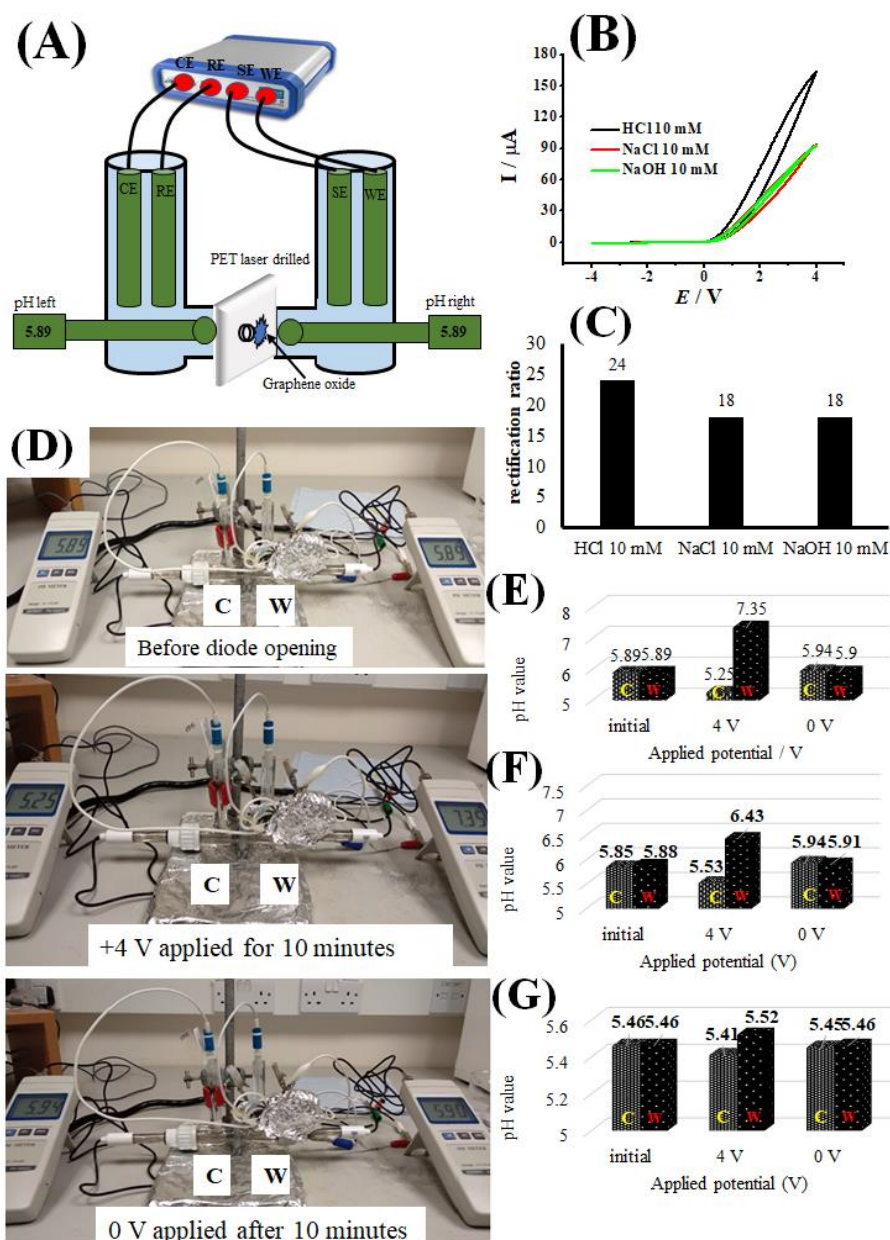 (A)
CE RE SE WE
CE
RE
SE
WE
PET laser drilled
pH left
pH right
5.89
5.89
Graphene oxide
(B)
180
150
120
90
60
30
0
I / µA
HCl10 mM
NaCl10 mM
NaOH 10 mM
-4 -2 0 2 4
E / V
(C)
30
25
20
15
10
5
0
rectification ratio
24
18
18
HCl 10 mM NaCl 10 mM NaOH 10 mM
(D)
5.89
5.89
PH METER
C W
Before diode opening
5.25
7.35
C W
+4 V applied for 10 minutes
5.94
5.90
C W
0 V applied after 10 minutes
(E)
8
7
6
5
pH value
5.89 5.89
5.25
7.35
5.94 5.9
C W C W C W
initial 4 V 0 V
Applied potential / V
(F)
7.5
7
6.5
6
5.5
5
pH value
5.85 5.88
5.53
6.43
5.94 5.91
C W C W C W
initial 4 V 0 V
Applied potential (V)
(G)
5.6
5.4
5.2
5
pH value
5.46 5.46
5.41
5.52
5.45 5.46
C W C W C W
initial 4 V 0 V
Applied potential (V)